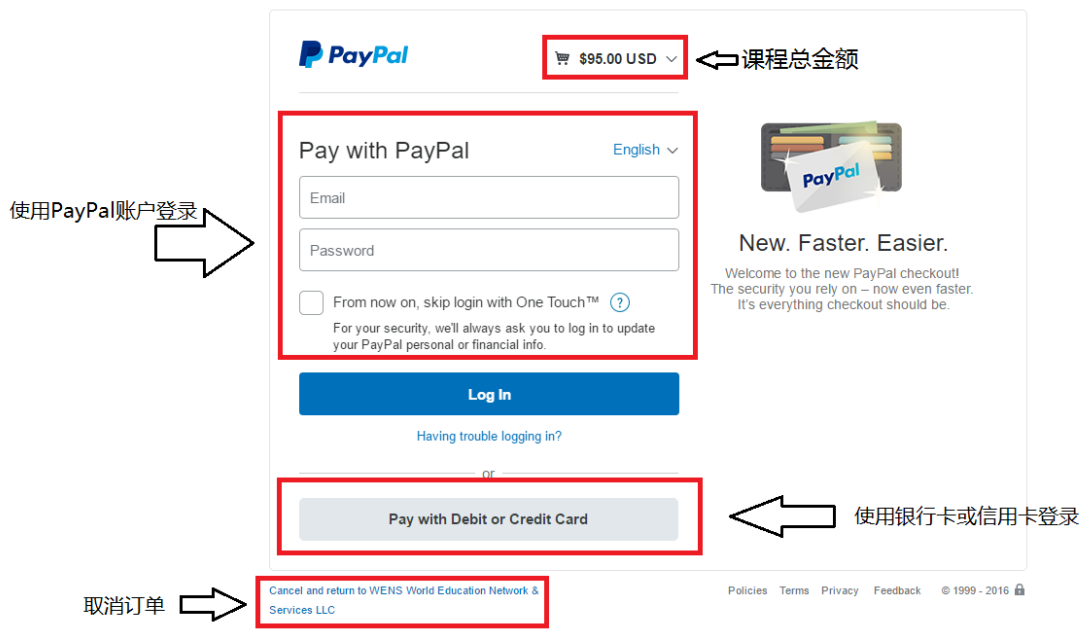 PayPal
$95.00 USD
课程总金额
Pay with PayPal
English
Email
使用PayPal账户登录
Password
From now on, skip login with One Touch™ ?
For your security, we'll always ask you to log in to update
your PayPal personal or financial info.
Log In
Having trouble logging in?
or
Pay with Debit or Credit Card
使用银行卡或信用卡登录
PayPal
New. Faster. Easier.
Welcome to the new PayPal checkout!
The security you rely on – now even faster.
It's everything checkout should be.
取消订单
Cancel and return to WENS World Education Network &
Services LLC
Policies Terms Privacy Feedback © 1999 - 2016